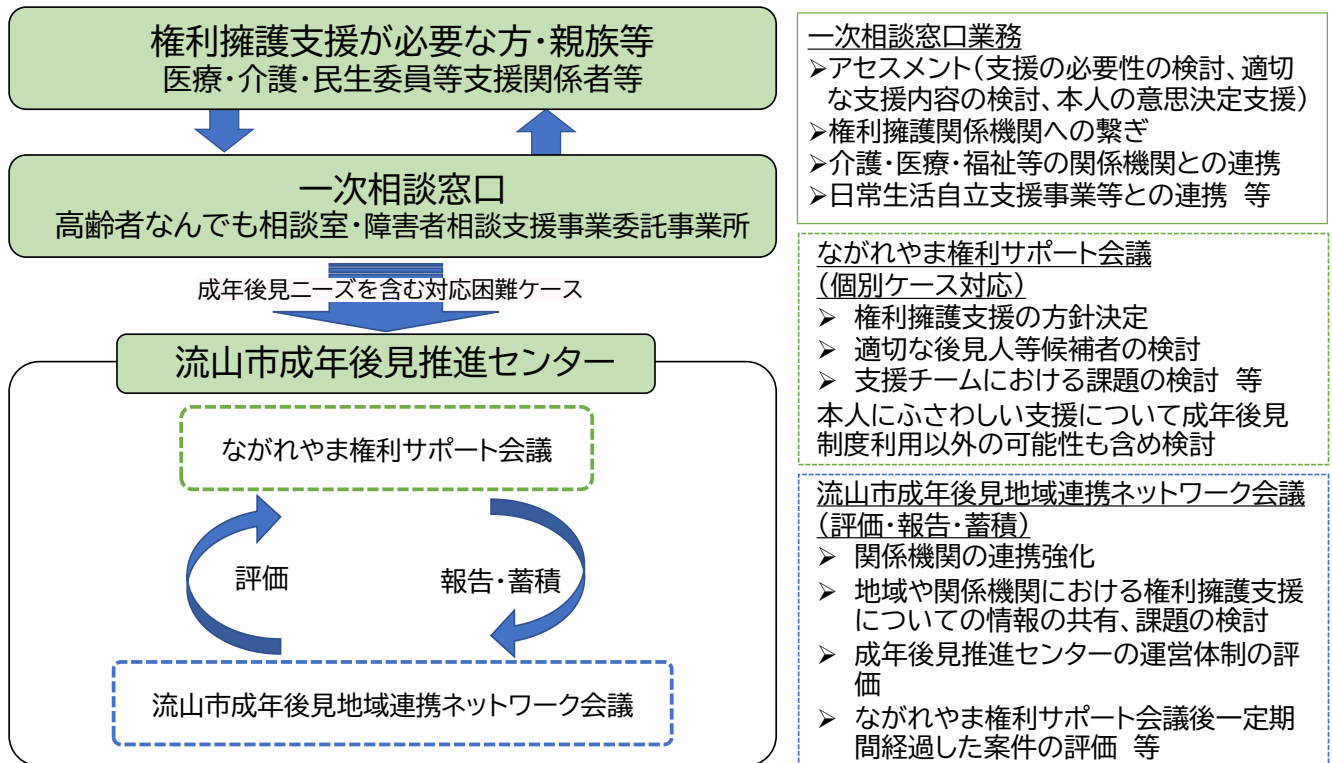 権利擁護支援が必要な方・親族等
医療・介護・民生委員等支援関係者等
一次相談窓口
高齢者なんでも相談室・障害者相談支援事業委託事業所
成年後見ニーズを含む対応困難ケース
流山市成年後見推進センター
ながれやま権利サポート会議
評価
報告・蓄積
流山市成年後見地域連携ネットワーク会議
一次相談窓口業務
➢アセスメント(支援の必要性の検討、適切
な支援内容の検討、本人の意思決定支援)
➢権利擁護関係機関への繋ぎ
➢介護・医療・福祉等の関係機関との連携
➢日常生活自立支援事業等との連携 等
ながれやま権利サポート会議
(個別ケース対応)
➢ 権利擁護支援の方針決定
➢ 適切な後見人等候補者の検討
➢ 支援チームにおける課題の検討 等
本人にふさわしい支援について成年後見
制度利用以外の可能性も含め検討
流山市成年後見地域連携ネットワーク会議
(評価・報告・蓄積)
➢ 関係機関の連携強化
➢ 地域や関係機関における権利擁護支援
についての情報の共有、課題の検討
➢ 成年後見推進センターの運営体制の評
価
➢ ながれやま権利サポート会議後一定期
間経過した案件の評価 等